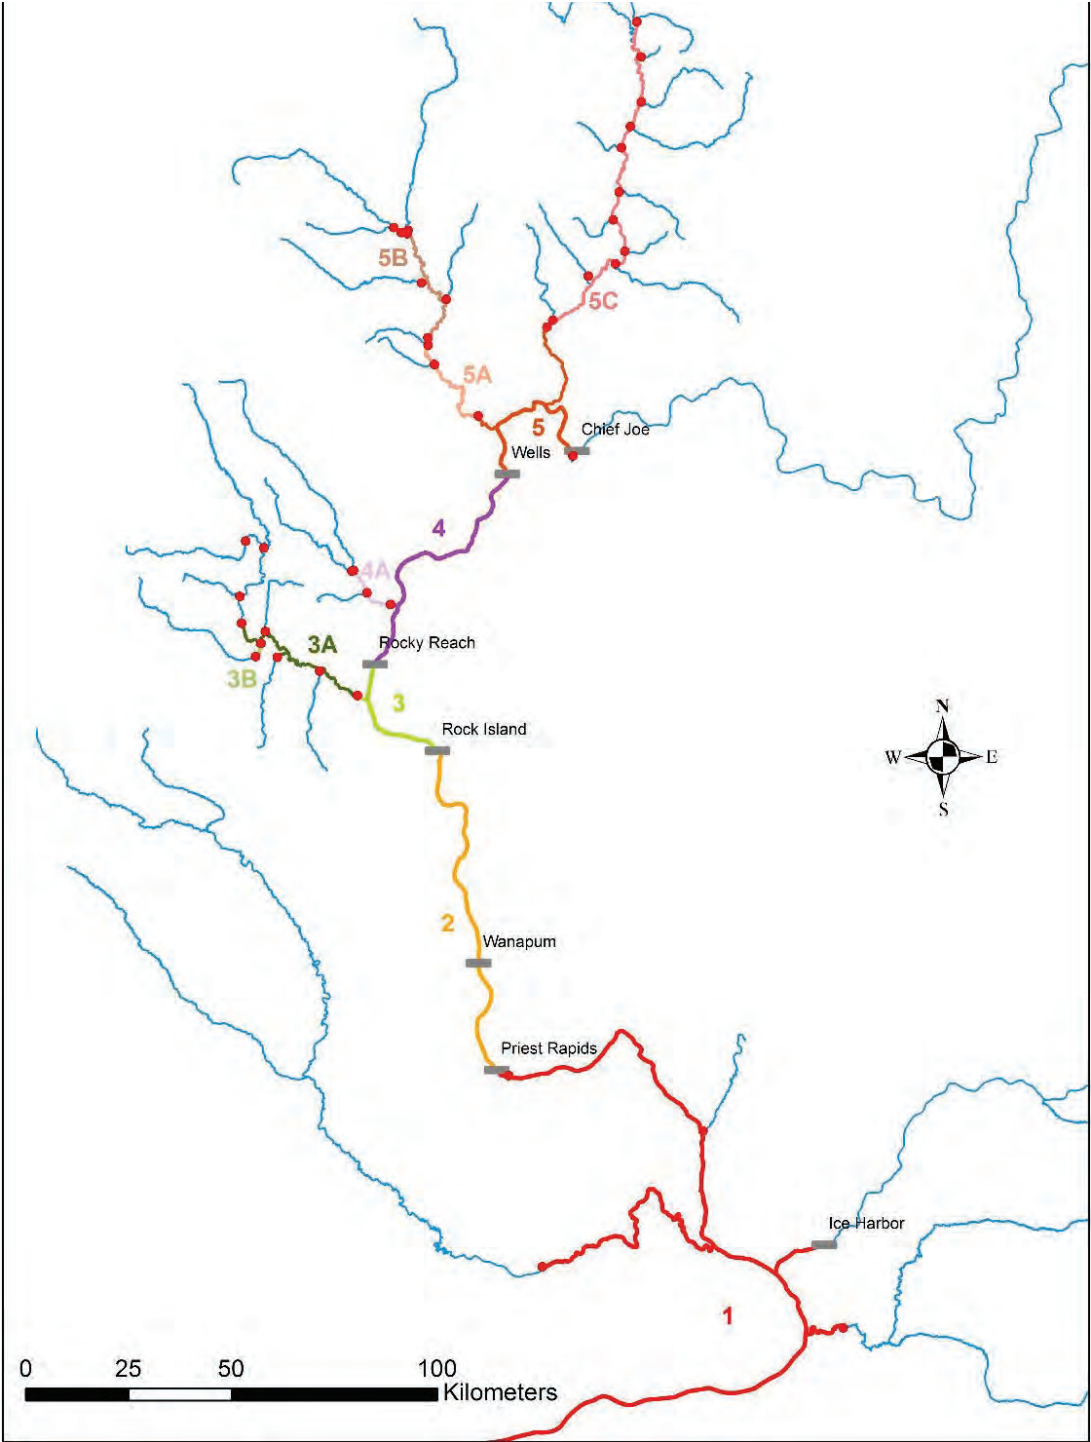 5B
5C
5A
5
Chief Joe
Wells
4
4A
3A
Rocky Reach
3B
3
Rock Island
N
W
E
S
2
Wanapum
Priest Rapids
Ice Harbor
1
0 25 50 100
Kilometers